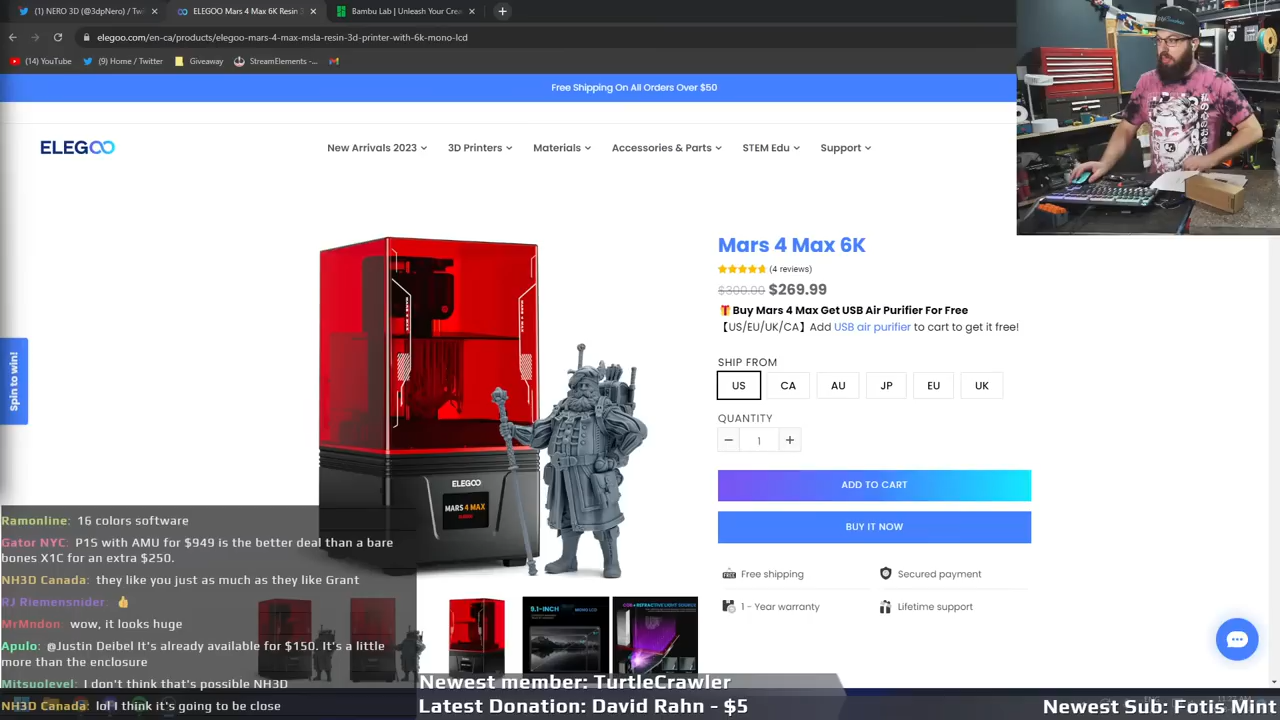 (1) NERO 3D (@3dpNero) / Twi
ELEGOO Mars 4 Max 6K Resin 3
Bambu Lab | Unleash Your Crea
elegoo.com/en-ca/products/elegoo-mars-4-max-msla-resin-3d-printer-with-6k-
(14) YouTube
(9) Home / Twitter
Giveaway
StreamElements -...
Free Shipping On All Orders Over $50
ELEGOO
New Arrivals 2023
3D Printers
Materials
Accessories & Parts
STEM Edu
Support
Mars 4 Max 6K
(4 reviews)
$300.00 $269.99
🎁Buy Mars 4 Max Get USB Air Purifier For Free
【US/EU/UK/CA】Add USB air purifier to cart to get it free!
SHIP FROM
US
CA
AU
JP
EU
UK
QUANTITY
1
ADD TO CART
BUY IT NOW
Free shipping
Secured payment
1 - Year warranty
Lifetime support
Spin to win!
ELEGOO
MARS 4 MAX
9.1-INCH
Ramonline: 16 colors software
Gator NYC: P1S with AMU for $949 is the better deal than a bare
bones X1C for an extra $250.
NH3D Canada: they like you just as much as they like Grant
RJ Riemensnider: 👍
MrMndon: wow, it looks huge
Apulo: @Justin Deibel It's already available for $150. It's a little
more than the enclosure
Mitsuolevel: I don't think that's possible NH3D
NH3D Canada: lol I think it's going to be close
Newest member: TurtleCrawler
Latest Donation: David Rahn - $5
Newest Sub: Fotis Mint